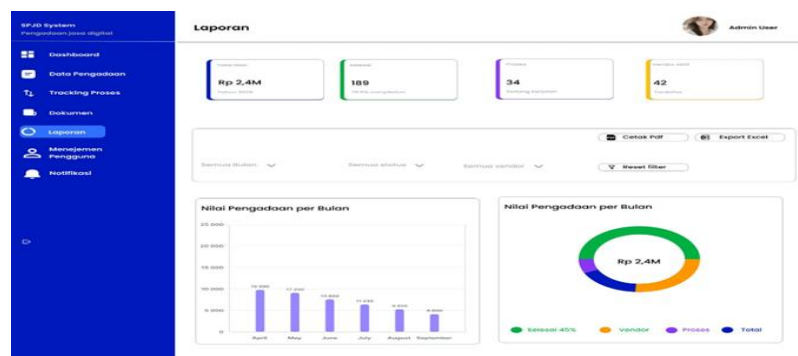 SPJD System
Pengadaan jasa digital
Dashboard
Data Pengadaan
Tracking Proses
Dokumen
Laporan
Menejemen
Pengguna
Notifikasi
Laporan
Admin User
Rp 2,4M
189
Proses
34
42
Cetak Pdf
Export Excel
Semua Bulan
Semua status
Semua vendor
Reset filter
Nilai Pengadaan per Bulan
25 000
20 000
15 000
10 000
5 000
0
April
May
June
July
August
September
Nilai Pengadaan per Bulan
Rp 2,4M
Selesai 45%
Vendor
Proses
Total